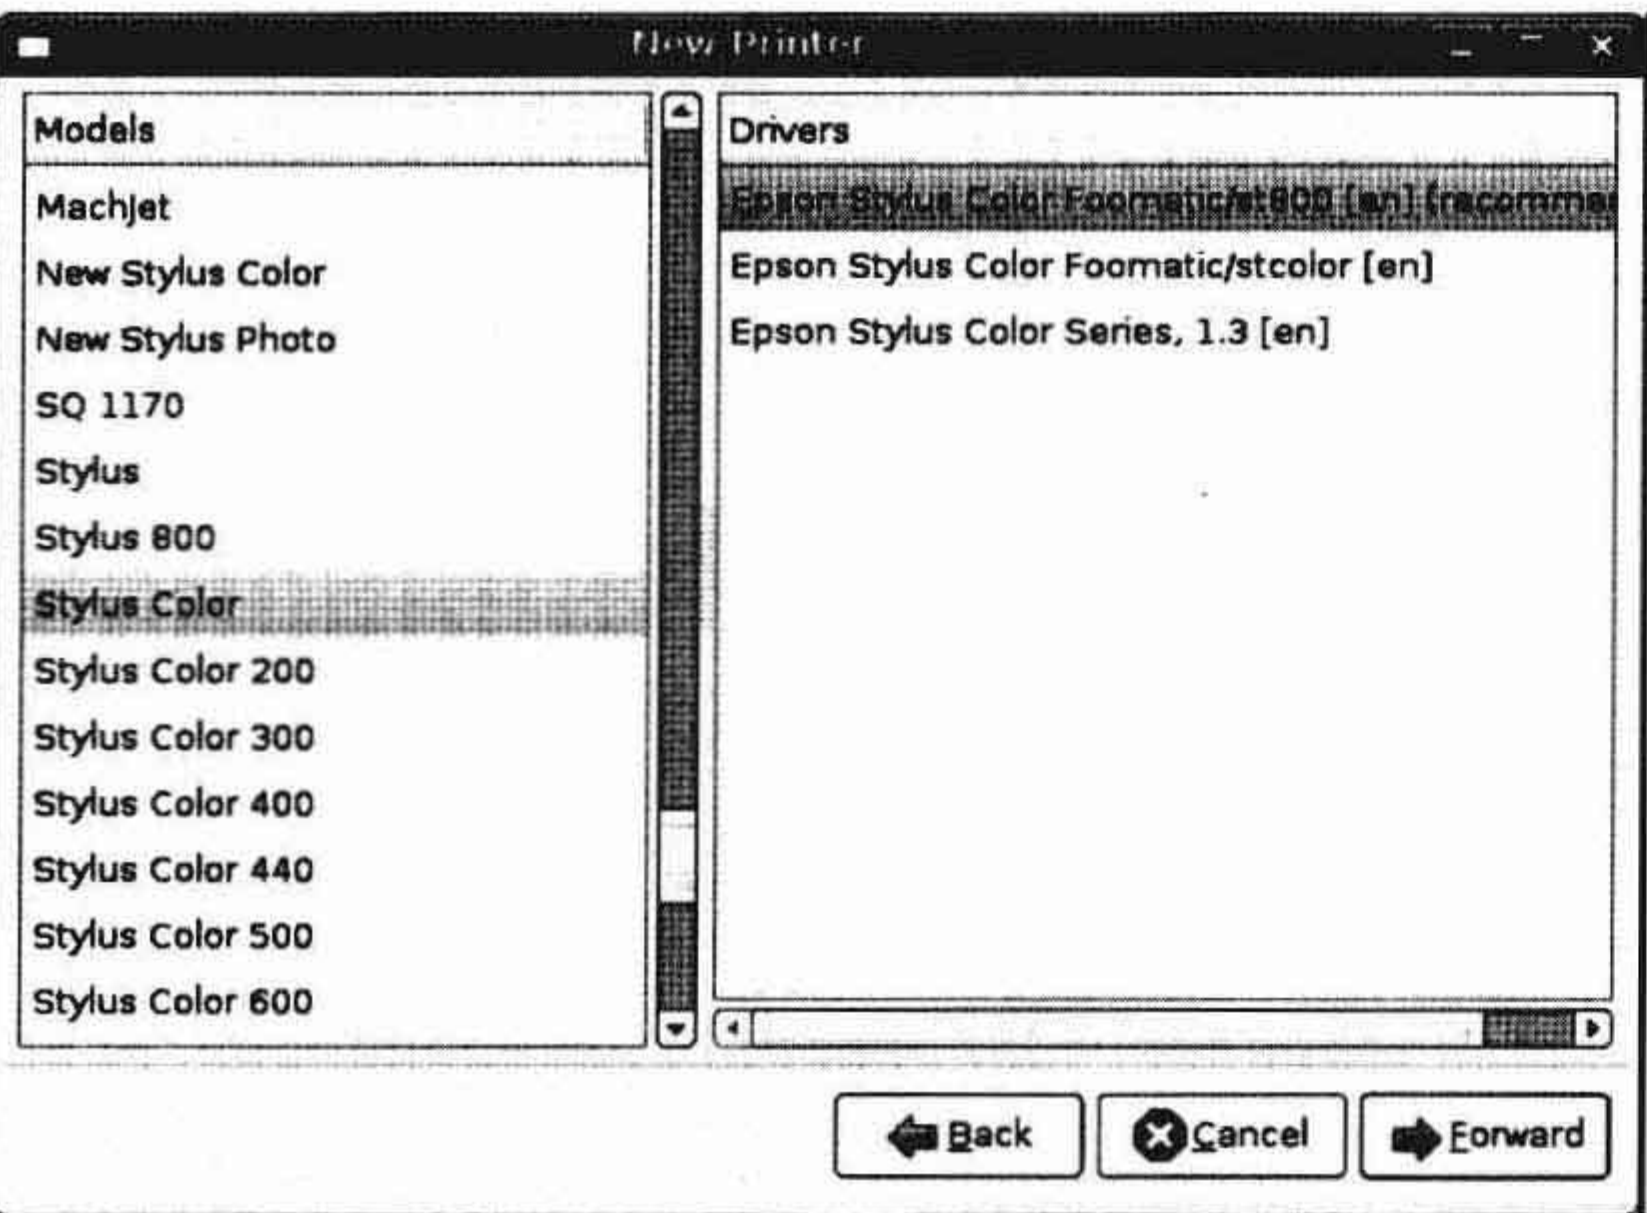 New Printer
Models
MachJet
New Stylus Color
New Stylus Photo
SQ 1170
Stylus
Stylus 800
Stylus Color
Stylus Color 200
Stylus Color 300
Stylus Color 400
Stylus Color 440
Stylus Color 500
Stylus Color 600
Drivers
Epson Stylus Color Foomatic/st800 [en] (recomme
Epson Stylus Color Foomatic/stcolor [en]
Epson Stylus Color Series, 1.3 [en]
Back
Cancel
Forward